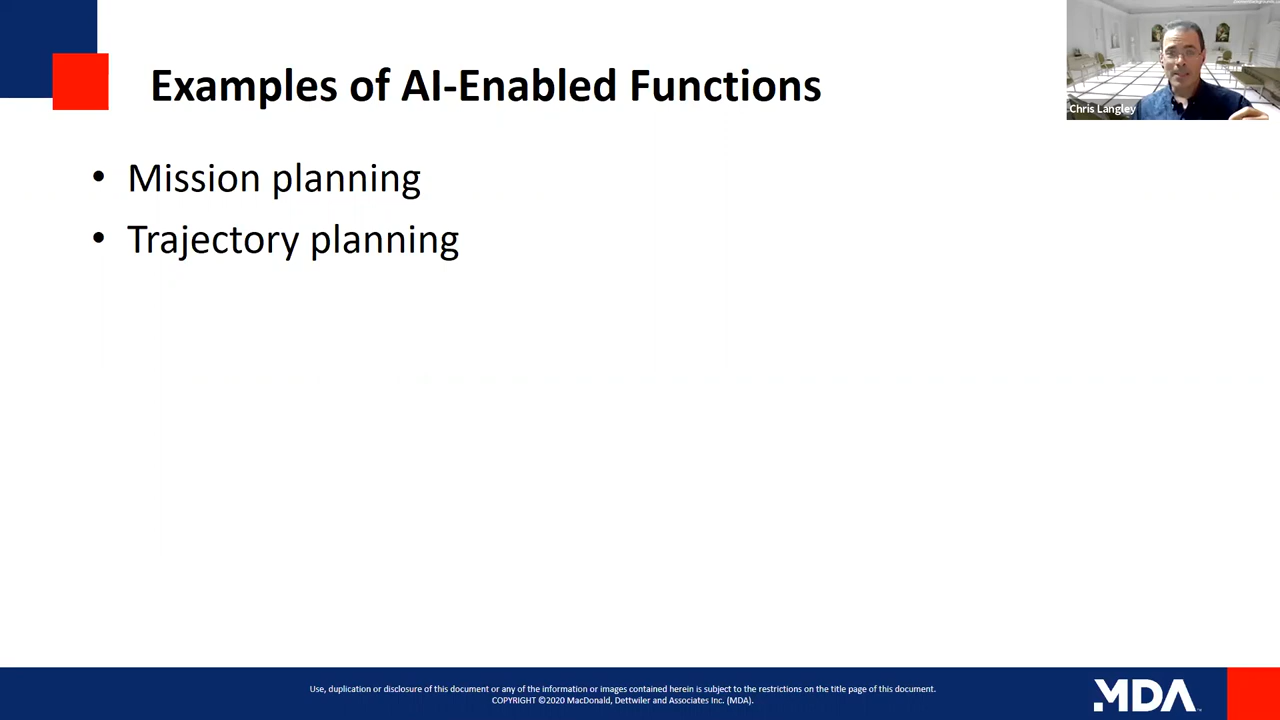 Examples of AI-Enabled Functions
Chris Langley
• Mission planning
• Trajectory planning
Use, duplication or disclosure of this document or any of the information or images contained herein is subject to the restrictions on the title page of this document.
COPYRIGHT ©2020 MacDonald, Dettwiler and Associates Inc. (MDA).
MDA